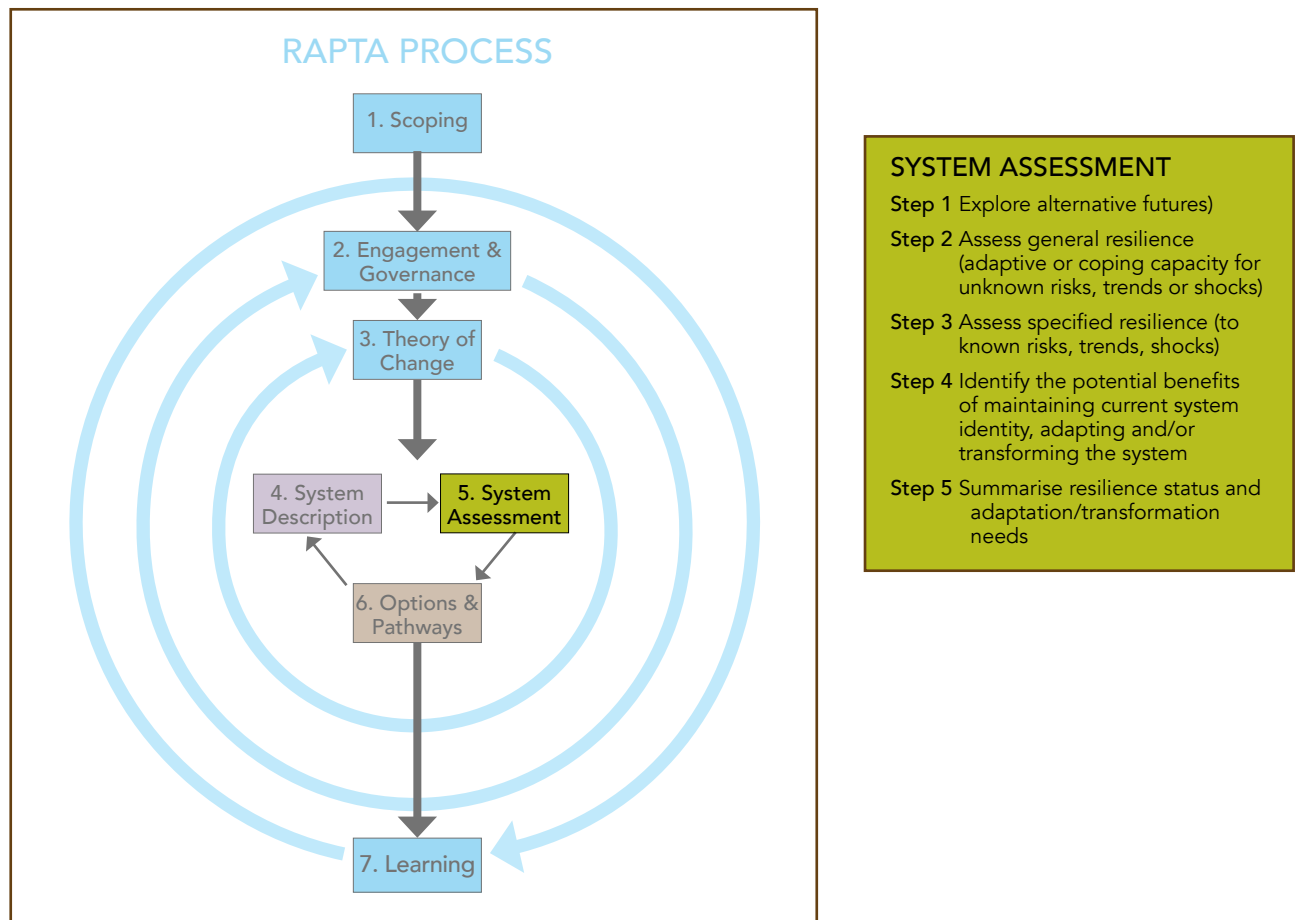 RAPTA PROCESS
1. Scoping
2. Engagement &
Governance
3. Theory of
Change
4. System
Description
5. System
Assessment
6. Options &
Pathways
7. Learning
SYSTEM ASSESSMENT
Step 1 Explore alternative futures)
Step 2 Assess general resilience
(adaptive or coping capacity for
unknown risks, trends or shocks)
Step 3 Assess specified resilience (to
known risks, trends, shocks)
Step 4 Identify the potential benefits
of maintaining current system
identity, adapting and/or
transforming the system
Step 5 Summarise resilience status and
adaptation/transformation
needs